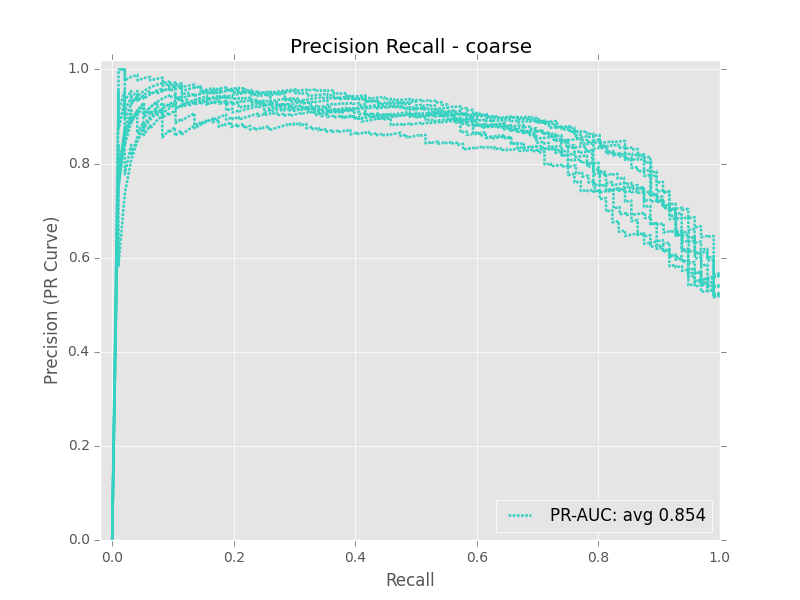 Precision Recall - coarse
Precision (PR Curve)
1.0
0.8
0.6
0.4
0.2
0.0
0.0 0.2 0.4 0.6 0.8 1.0
Recall
PR-AUC: avg 0.854